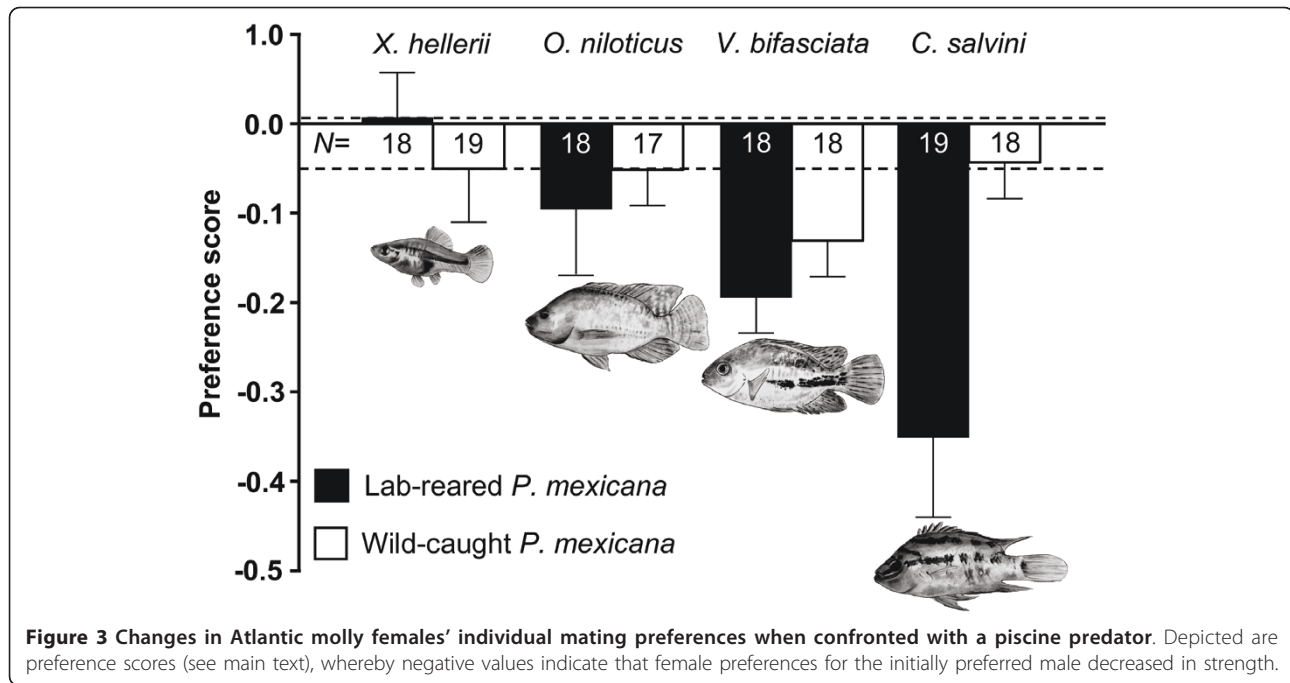 X. hellerii O. niloticus V. bifasciata C. salvini
1.0
0.0
-0.1
-0.2
-0.3
-0.4
-0.5
Preference score
N= 18 19 18 17 18 18 19 18
Lab-reared P. mexicana
Wild-caught P. mexicana
Figure 3 Changes in Atlantic molly females' individual mating preferences when confronted with a piscine predator. Depicted are
preference scores (see main text), whereby negative values indicate that female preferences for the initially preferred male decreased in strength.